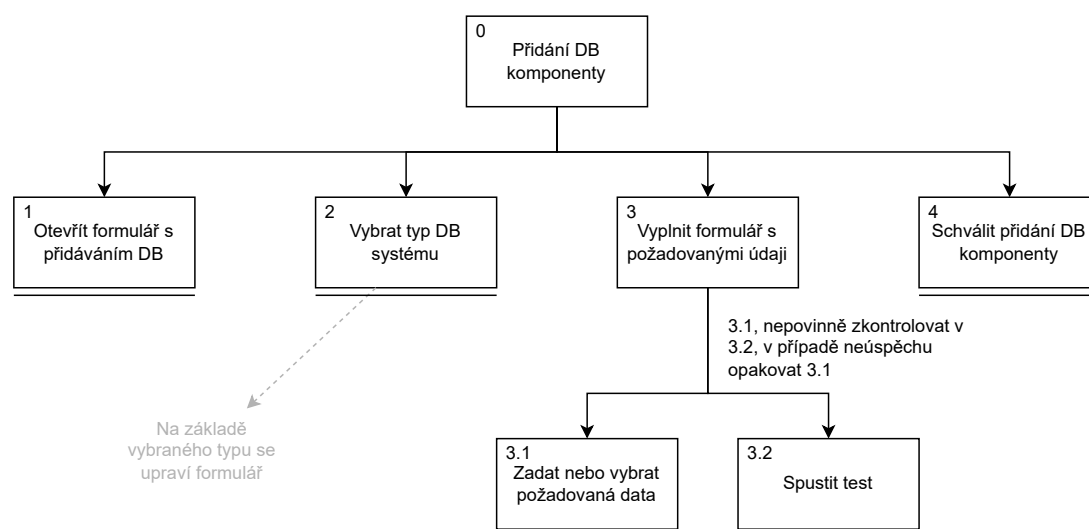 0
Přidání DB
komponenty
1
Otevřít formulář s
přidáváním DB
2
Vybrat typ DB
systému
3
Vyplnit formulář s
požadovanými údaji
4
Schválit přidání DB
komponenty
3.1, nepovinně zkontrolovat v
3.2, v případě neúspěchu
opakovat 3.1
Na základě
vybraného typu se
upraví formulář
3.1
Zadat nebo vybrat
požadovaná data
3.2
Spustit test